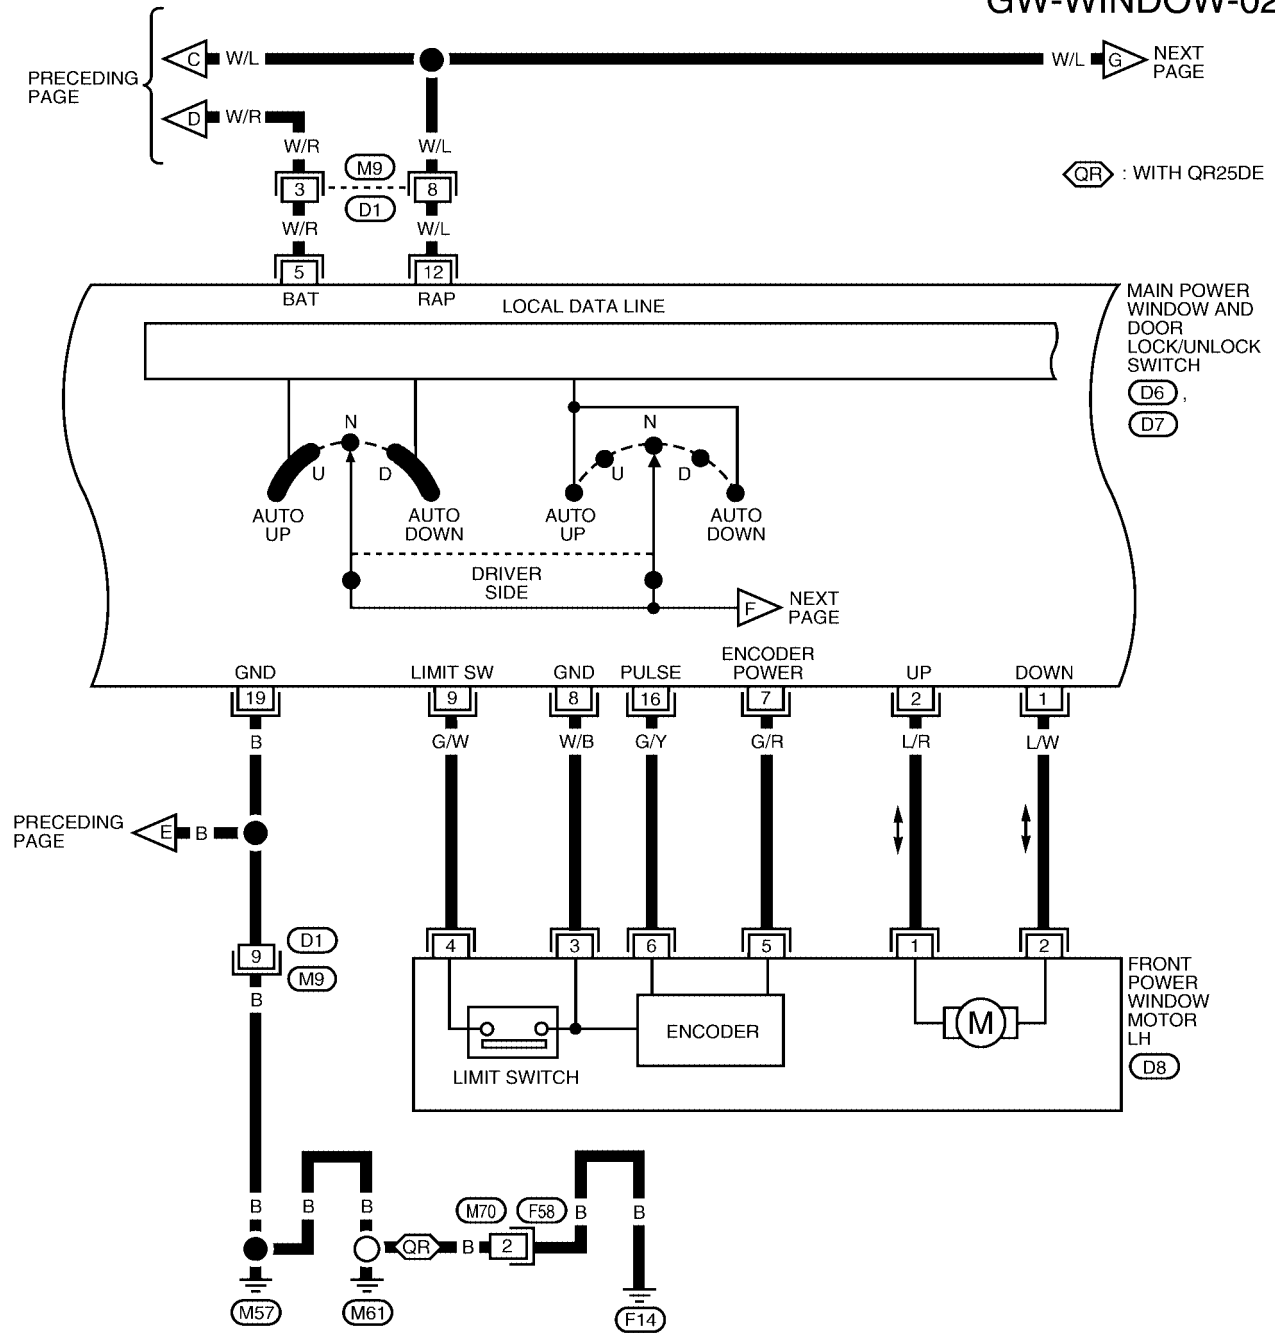 GW-WINDOW-02
PRECEDING
PAGE
C W/L
W/L G NEXT
PAGE
D W/R
W/R
W/L
M9
3
8
D1
W/R
W/L
QR : WITH QR25DE
5
12
BAT
RAP
LOCAL DATA LINE
MAIN POWER
WINDOW AND
DOOR
LOCK/UNLOCK
SWITCH
D6 ,
D7
N
U
D
AUTO
UP
AUTO
DOWN
N
U
D
AUTO
UP
AUTO
DOWN
DRIVER
SIDE
F NEXT
PAGE
GND
LIMIT SW
GND
PULSE
ENCODER
POWER
UP
DOWN
19
9
8
16
7
2
1
B
G/W
W/B
G/Y
G/R
L/R
L/W
PRECEDING
PAGE
E B
9
D1
M9
B
4
3
6
5
1
2
FRONT
POWER
WINDOW
MOTOR
LH
D8
ENCODER
M
LIMIT SWITCH
B
B
B
M70
F58
B
B
QR
B
2
M57
M61
F14